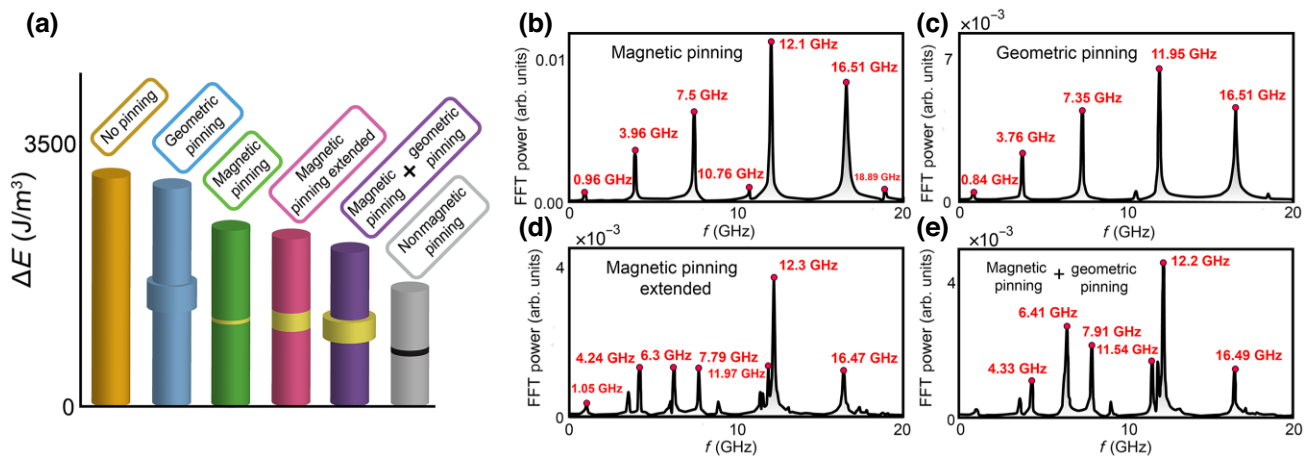 (a)
3500
0
ΔE (J/m³)
No pinning
Geometric
pinning
Magnetic
pinning
Magnetic
pinning extended
Magnetic
pinning
+
geometric
pinning
Nonmagnetic
pinning
(b)
Magnetic pinning
FFT power (arb. units)
0.01
0.00
0.96 GHz
3.96 GHz
7.5 GHz
10.76 GHz
12.1 GHz
16.51 GHz
18.89 GHz
0
10
20
f (GHz)
(c)
×10⁻³
Geometric pinning
FFT power (arb. units)
7
0
0.84 GHz
3.76 GHz
7.35 GHz
11.95 GHz
16.51 GHz
0
10
20
f (GHz)
(d)
×10⁻³
Magnetic pinning
extended
FFT power (arb. units)
4
0
1.05 GHz
4.24 GHz
6.3 GHz
7.79 GHz
11.97 GHz
12.3 GHz
16.47 GHz
0
10
20
f (GHz)
(e)
×10⁻³
Magnetic
pinning
+
geometric
pinning
FFT power (arb. units)
4
0
4.33 GHz
6.41 GHz
7.91 GHz
11.54 GHz
12.2 GHz
16.49 GHz
0
10
20
f (GHz)